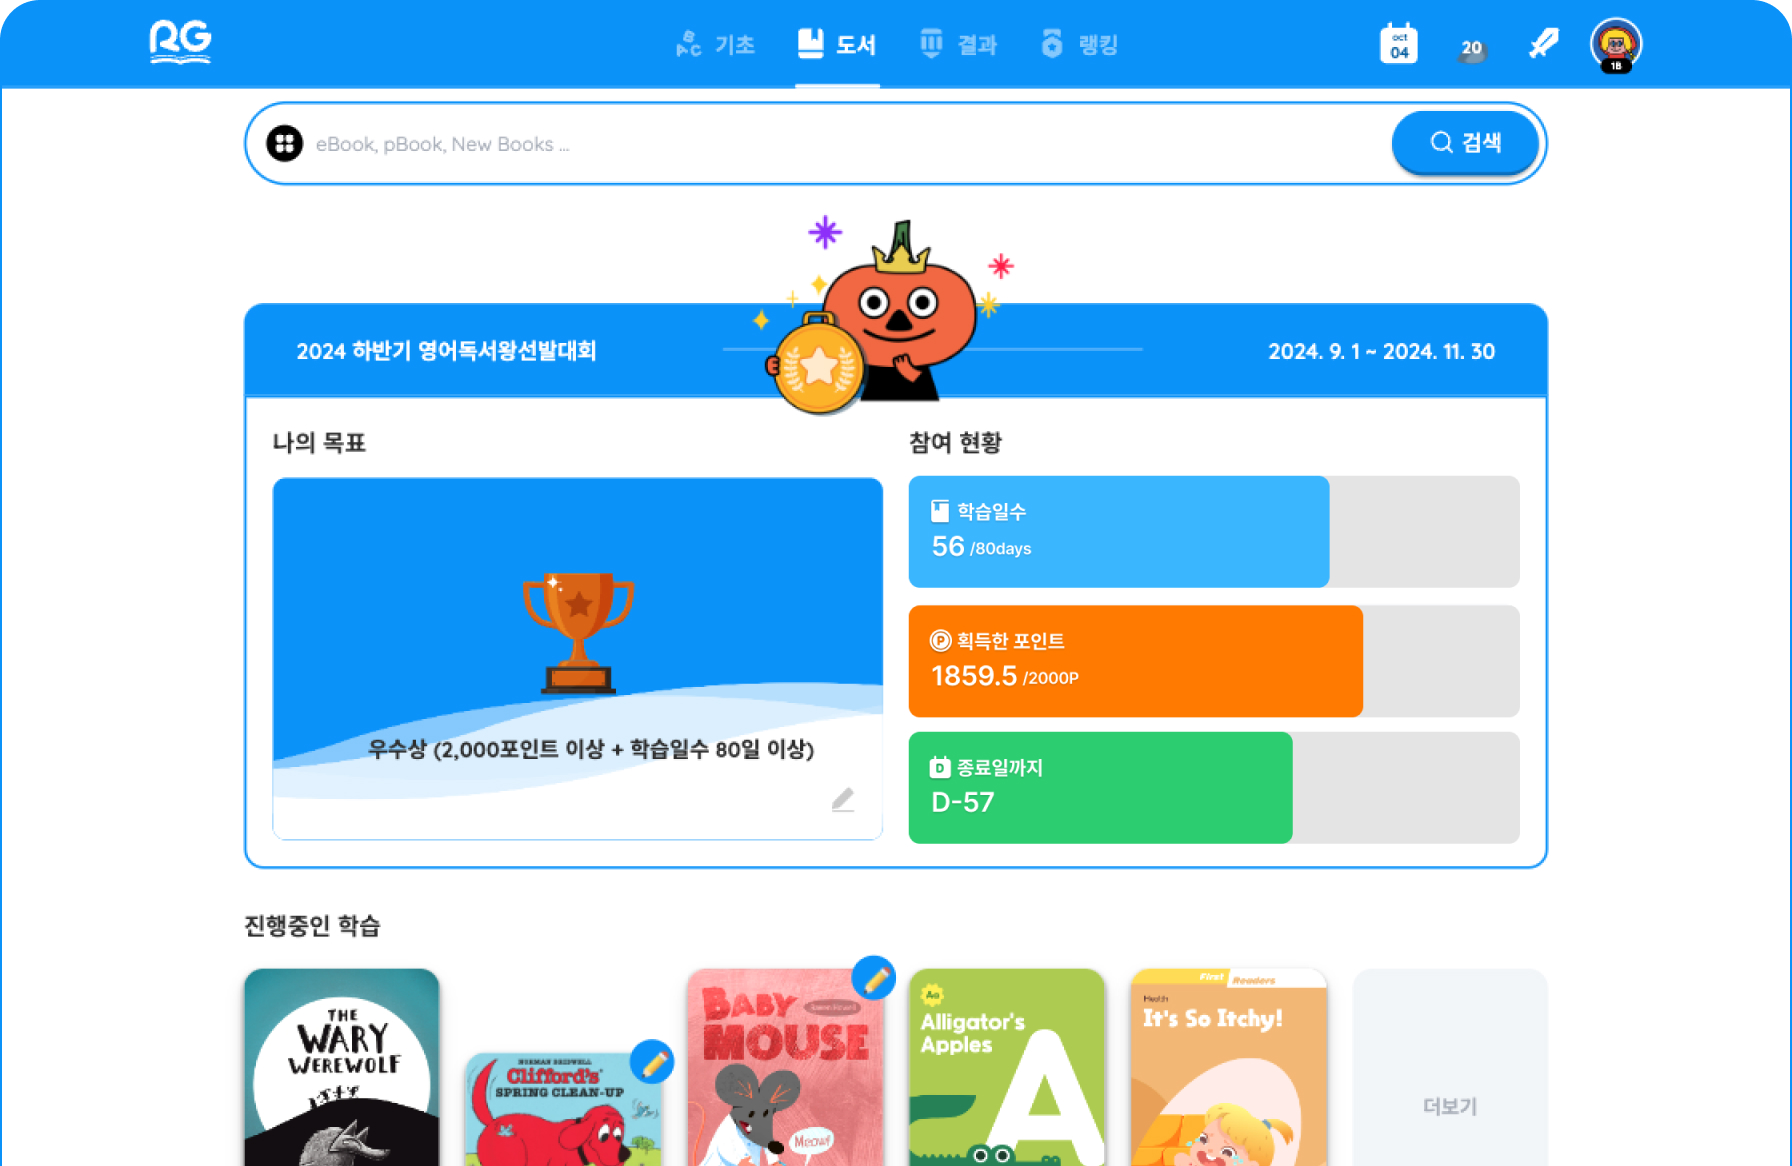 RG
기초
도서
결과
랭킹
oct
04
20
1B
eBook, pBook, New Books ...
검색
2024 하반기 영어독서왕선발대회
2024. 9. 1 ~ 2024. 11. 30
나의 목표
참여 현황
우수상 (2,000포인트 이상 + 학습일수 80일 이상)
학습일수
56 /80days
P 획득한 포인트
1859.5 /2000P
D 종료일까지
D-57
진행중인 학습
THE
WARY
WEREWOLF
NORMAN BRIDWELL
Clifford's
SPRING CLEAN-UP
BABY
MOUSE
Meow!
Aa
Alligator's
Apples
A
First Readers
Health
It's So Itchy!
더보기